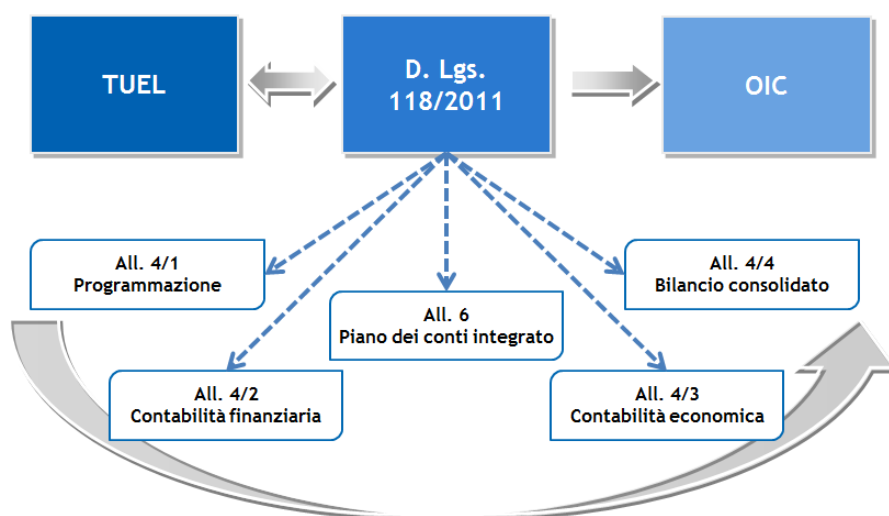 TUEL
D. Lgs.
118/2011
OIC
All. 4/1
Programmazione
All. 4/4
Bilancio consolidato
All. 6
Piano dei conti integrato
All. 4/2
Contabilità finanziaria
All. 4/3
Contabilità economica